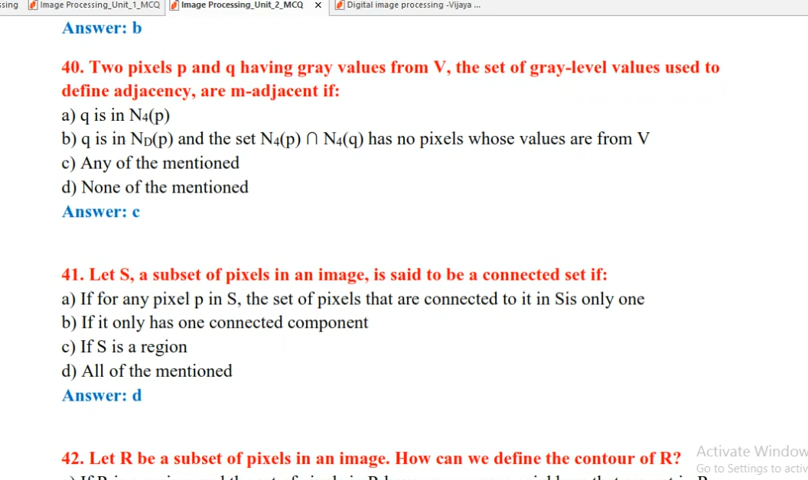 ssing Image Processing_Unit_1_MCQ Image Processing_Unit_2_MCQ × Digital image processing -Vijaya ...
Answer: b
40. Two pixels p and q having gray values from V, the set of gray-level values used to
define adjacency, are m-adjacent if:
a) q is in N4(p)
b) q is in ND(p) and the set N4(p) ∩ N4(q) has no pixels whose values are from V
c) Any of the mentioned
d) None of the mentioned
Answer: c
41. Let S, a subset of pixels in an image, is said to be a connected set if:
a) If for any pixel p in S, the set of pixels that are connected to it in Sis only one
b) If it only has one connected component
c) If S is a region
d) All of the mentioned
Answer: d
42. Let R be a subset of pixels in an image. How can we define the contour of R?
Activate Window
Go to Settings to activ